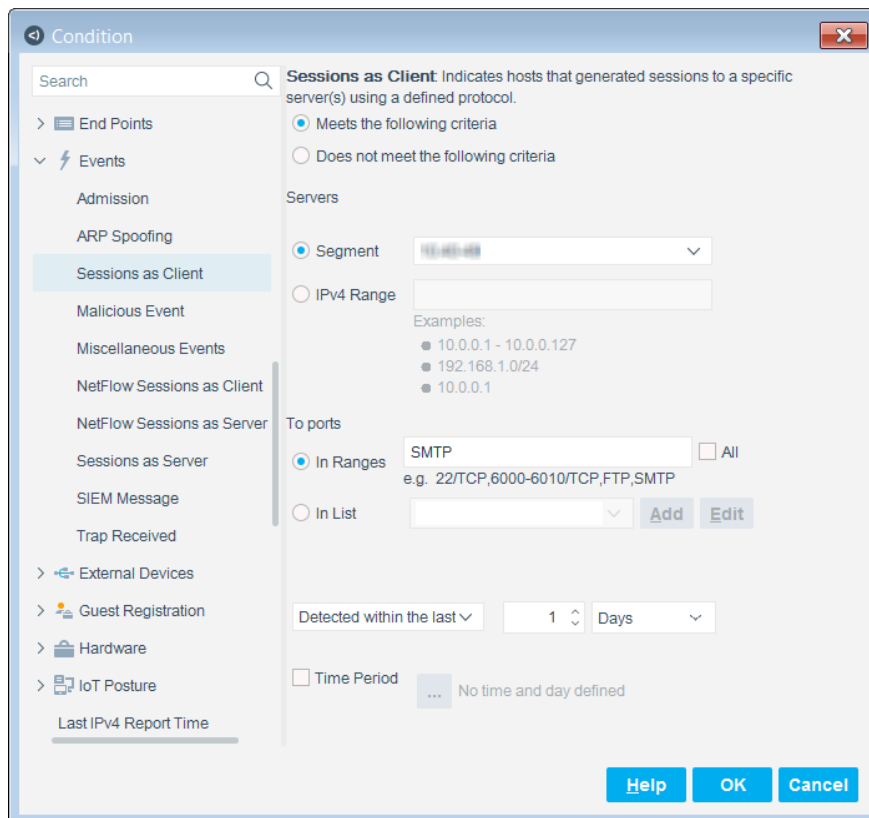 Condition
Search
End Points
Events
Admission
ARP Spoofing
Sessions as Client
Malicious Event
Miscellaneous Events
NetFlow Sessions as Client
NetFlow Sessions as Server
Sessions as Server
SIEM Message
Trap Received
External Devices
Guest Registration
Hardware
IoT Posture
Last IPv4 Report Time
Sessions as Client: Indicates hosts that generated sessions to a specific
server(s) using a defined protocol.
Meets the following criteria
Does not meet the following criteria
Servers
Segment
IPv4 Range
Examples:
10.0.0.1 - 10.0.0.127
192.168.1.0/24
10.0.0.1
To ports
In Ranges SMTP All
e.g. 22/TCP,6000-6010/TCP,FTP,SMTP
In List Add Edit
Detected within the last 1 Days
Time Period ... No time and day defined
Help OK Cancel